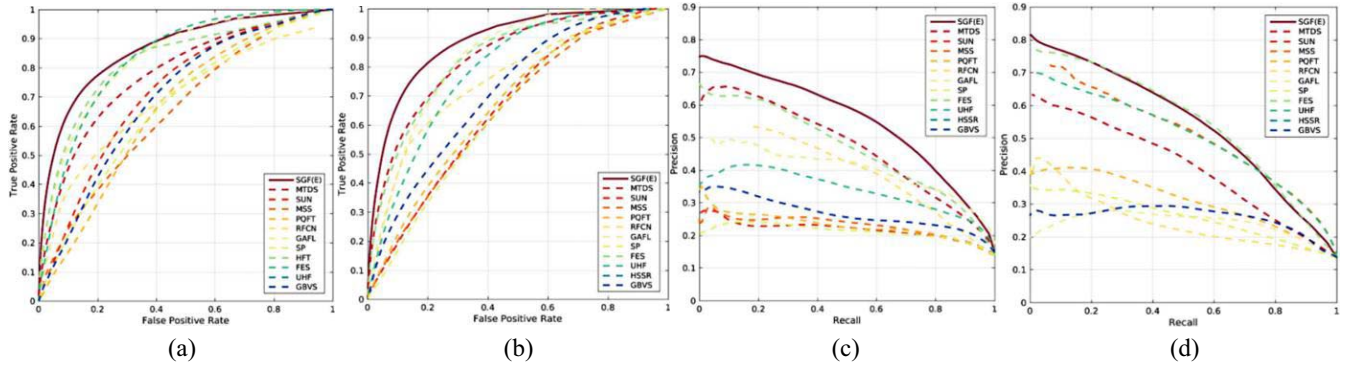 1
0.9
0.8
0.7
0.6
0.5
0.4
0.3
0.2
0.1
0
True Positive Rate
SGF(E)
MTDS
SUN
MSS
PQFT
RFCN
GAFL
SP
HFT
FES
UHF
GBVS
0 0.2 0.4 0.6 0.8 1
False Positive Rate
(a)
1
0.9
0.8
0.7
0.6
0.5
0.4
0.3
0.2
0.1
0
True Positive Rate
SGF(E)
MTDS
SUN
MSS
PQFT
RFCN
GAFL
SP
FES
UHF
HSSR
GBVS
0 0.2 0.4 0.6 0.8 1
False Positive Rate
(b)
0.9
0.8
0.7
0.6
0.5
0.4
0.3
0.2
0.1
0
Precision
SGF(E)
MTDS
SUN
MSS
PQFT
RFCN
GAFL
SP
FES
UHF
HSSR
GBVS
0 0.2 0.4 0.6 0.8 1
Recall
(c)
0.9
0.8
0.7
0.6
0.5
0.4
0.3
0.2
0.1
0
Precision
SGF(E)
MTDS
SUN
MSS
PQFT
RFCN
GAFL
SP
FES
UHF
HSSR
GBVS
0 0.2 0.4 0.6 0.8 1
Recall
(d)